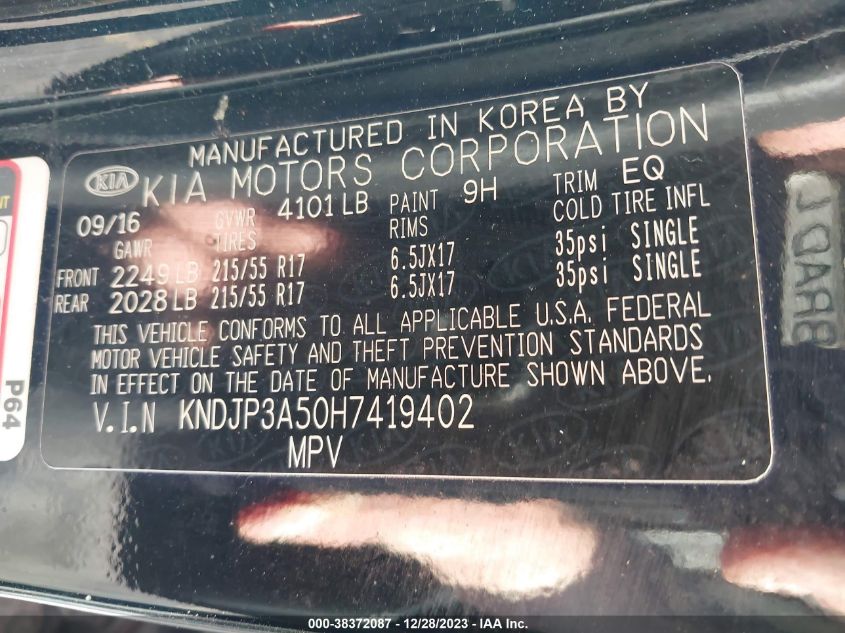 MANUFACTURED IN KOREA BY
KIA KIA MOTORS CORPORATION
09/16 GVWR 4101 LB PAINT 9H TRIM EQ
GAWR TIRES RIMS COLD TIRE INFL
FRONT 2249 LB 215/55 R17 6.5JX17 35psi SINGLE
REAR 2028 LB 215/55 R17 6.5JX17 35psi SINGLE
THIS VEHICLE CONFORMS TO ALL APPLICABLE U.S.A. FEDERAL
MOTOR VEHICLE SAFETY AND THEFT PREVENTION STANDARDS
IN EFFECT ON THE DATE OF MANUFACTURE SHOWN ABOVE.
V.I.N KNDJP3A50H7419402
MPV
P64
000-38372087 - 12/28/2023 - IAA Inc.